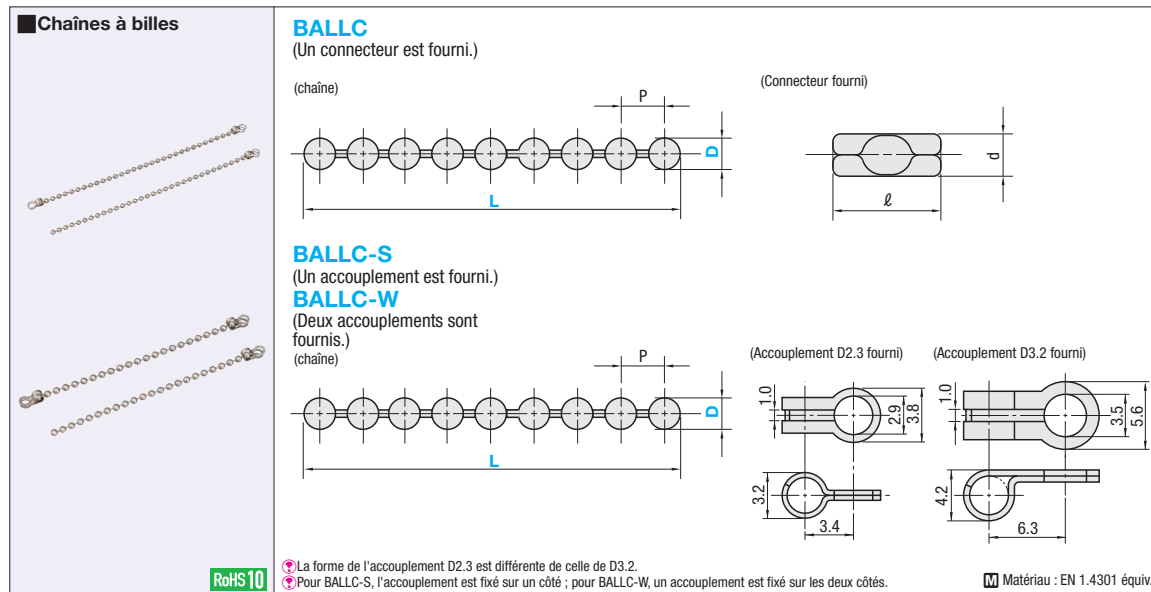 ■Chaînes à billes
BALLC
(Un connecteur est fourni.)
(chaîne)
P
D
L
(Connecteur fourni)
d
ℓ
BALLC-S
(Un accouplement est fourni.)
BALLC-W
(Deux accouplements sont
fournis.)
(chaîne)
P
D
L
(Accouplement D2.3 fourni)
1.0
2.9
3.8
3.2
3.4
(Accouplement D3.2 fourni)
1.0
3.5
5.6
4.2
6.3
RoHS10
La forme de l'accouplement D2.3 est différente de celle de D3.2.
Pour BALLC-S, l'accouplement est fixé sur un côté ; pour BALLC-W, un accouplement est fixé sur les deux côtés.
M Matériau : EN 1.4301 équiv.